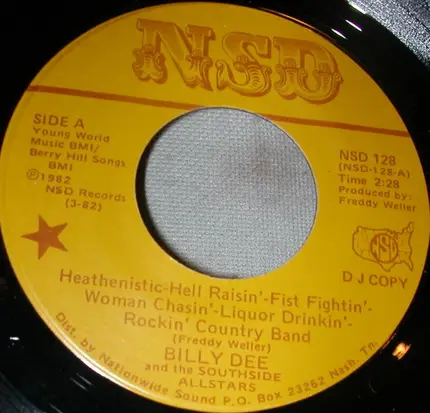 NSD
SIDE A
Young World
Music BMI/
Berry Hill Songs
BMI
℗1982
NSD Records
(3-82)
NSD 128
(NSD-128-A)
Time 2:28
Produced by:
Freddy Weller
NSD
D J COPY
Heathenistic-Hell Raisin'-Fist Fightin'-
Woman Chasin'-Liquor Drinkin'-
Rockin' Country Band
(Freddy Weller)
BILLY DEE
and the SOUTHSIDE
ALLSTARS
Dist. by Nationwide Sound P.O. Box 23262 Nash. Tn.